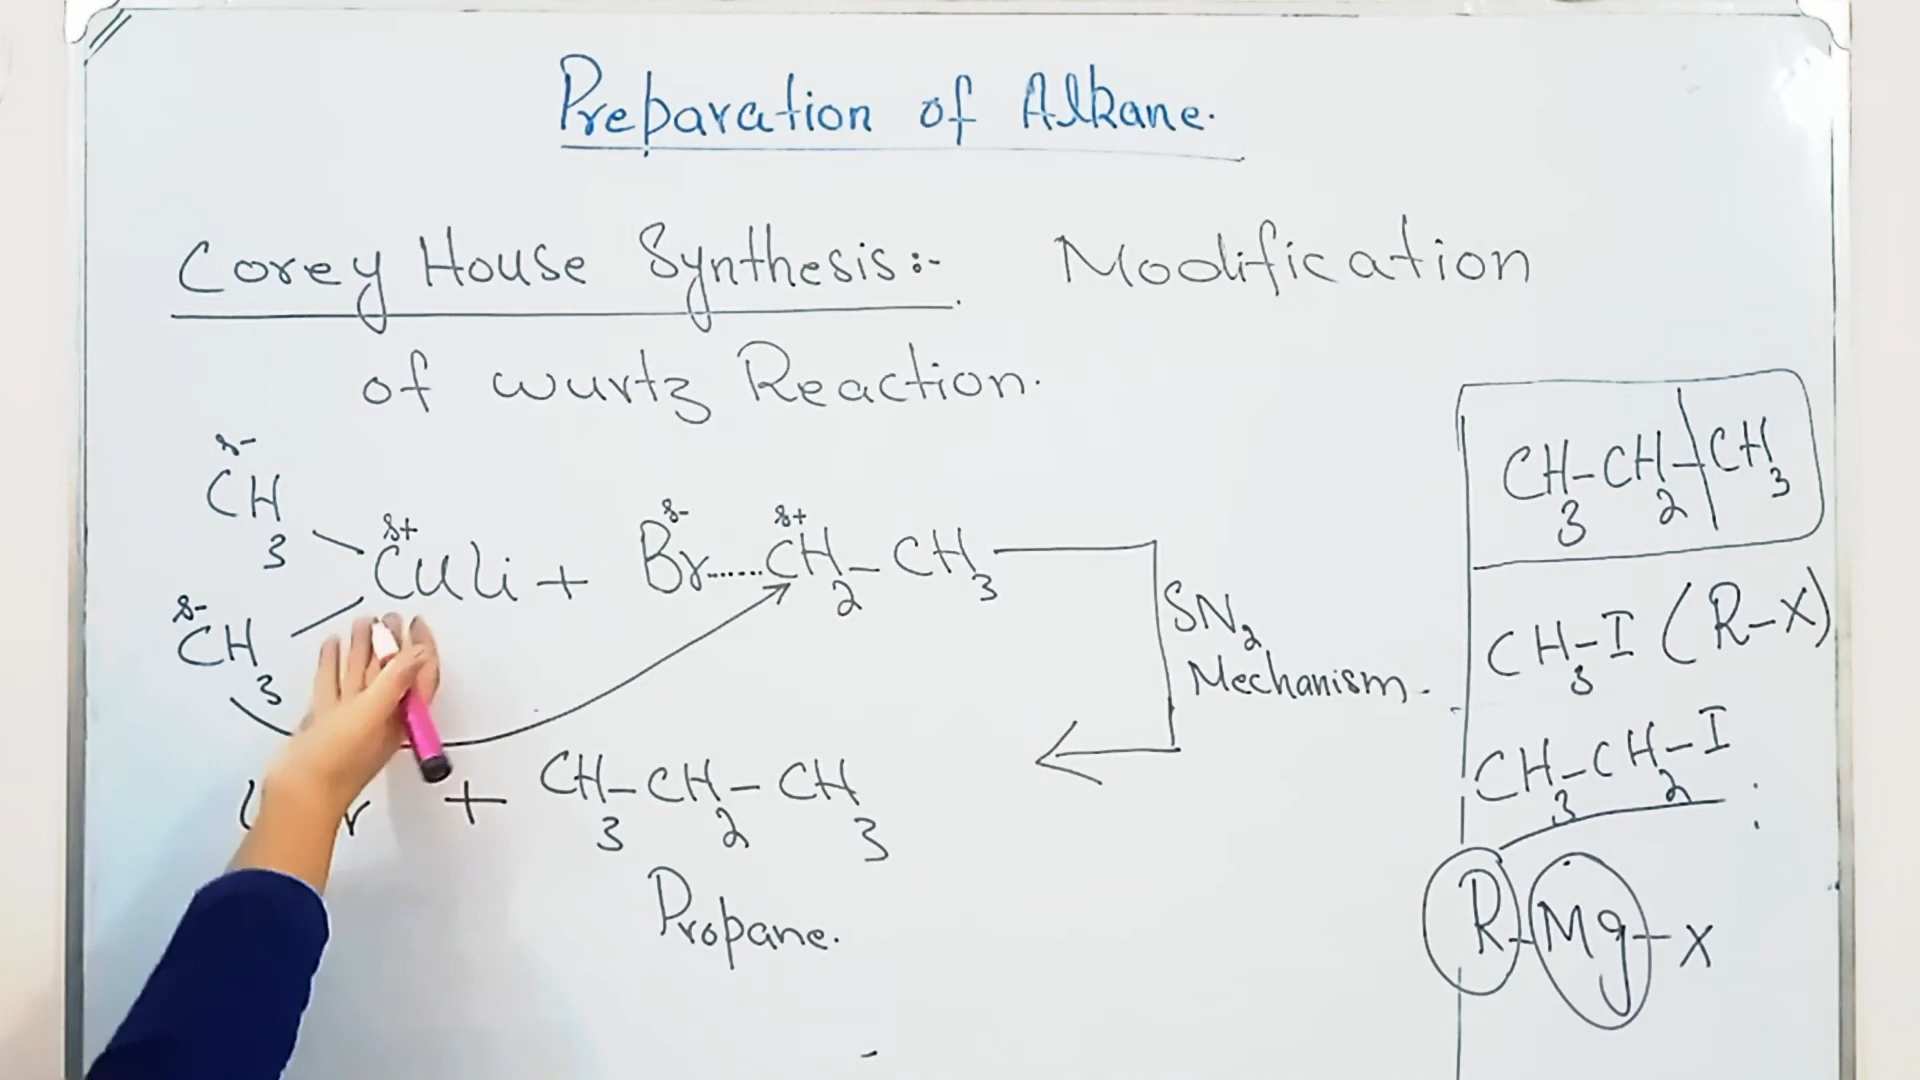 Preparation of Alkane.
Corey House Synthesis:- Modification
of wurtz Reaction.
δ-
CH3
δ-
CH3
δ+
CuLi + Br......CH2-CH3
δ- δ+
SN2
Mechanism.
+ CH3-CH2-CH3
Propane.
CH3-CH2-CH3
CH3-I (R-X)
CH3-CH2-I
R-Mg-X